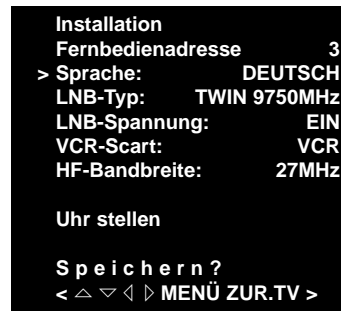 Installation
Fernbedienadresse 3
> Sprache: DEUTSCH
LNB-Typ: TWIN 9750MHz
LNB-Spannung: EIN
VCR-Scart: VCR
HF-Bandbreite: 27MHz
Uhr stellen
S p e i c h e r n ?
< △ ▽ ◁ ▷ MENÜ ZUR.TV >